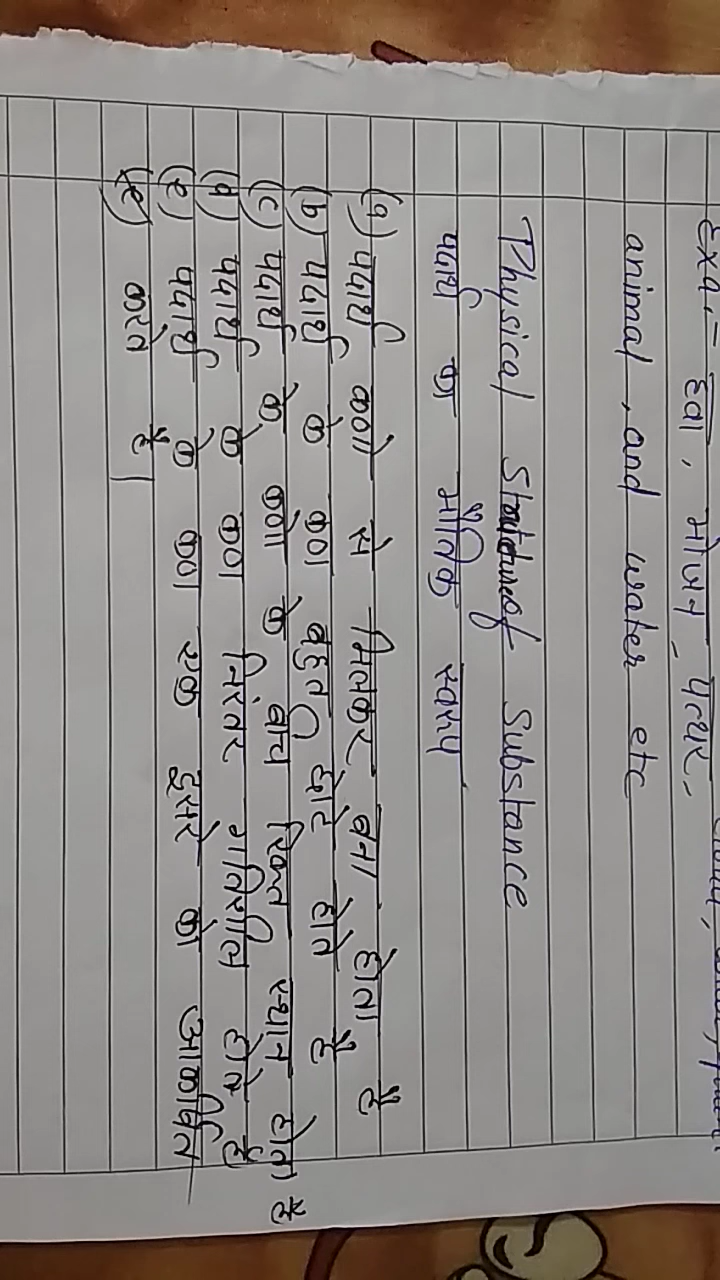 Exa:- हवा, भोजन, पत्थर,
animal, and water etc
Physical Stateture of Substance
पदार्थ का भौतिक स्वरूप
(a) पदार्थ कणों से मिलकर बना होता है
(b) पदार्थ के कण बहुत छोटे होते हैं
(c) पदार्थ के कणों के बीच रिक्त स्थान होता है
(d) पदार्थ के कण निरंतर गतिशील होते हैं
(e) पदार्थ के कण एक दूसरे को आकर्षित
करते हैं।